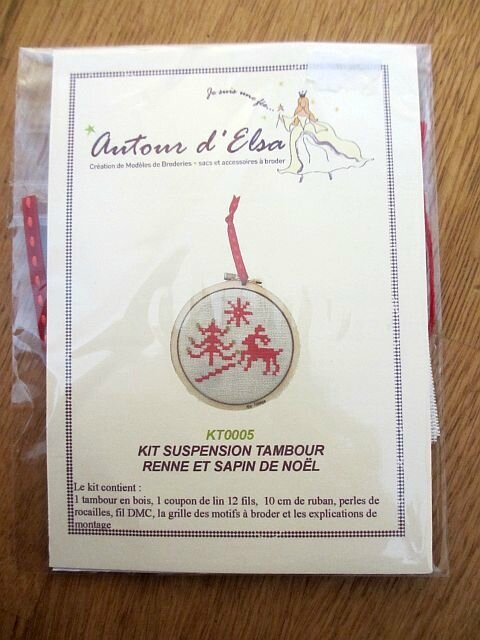 Je suis une fée...
Autour d'Elsa
Création de Modèles de Broderies - sacs et accessoires à broder
KT0005
KIT SUSPENSION TAMBOUR
RENNE ET SAPIN DE NOËL
Le kit contient :
1 tambour en bois, 1 coupon de lin 12 fils, 10 cm de ruban, perles de
rocailles, fil DMC, la grille des motifs à broder et les explications de
montage